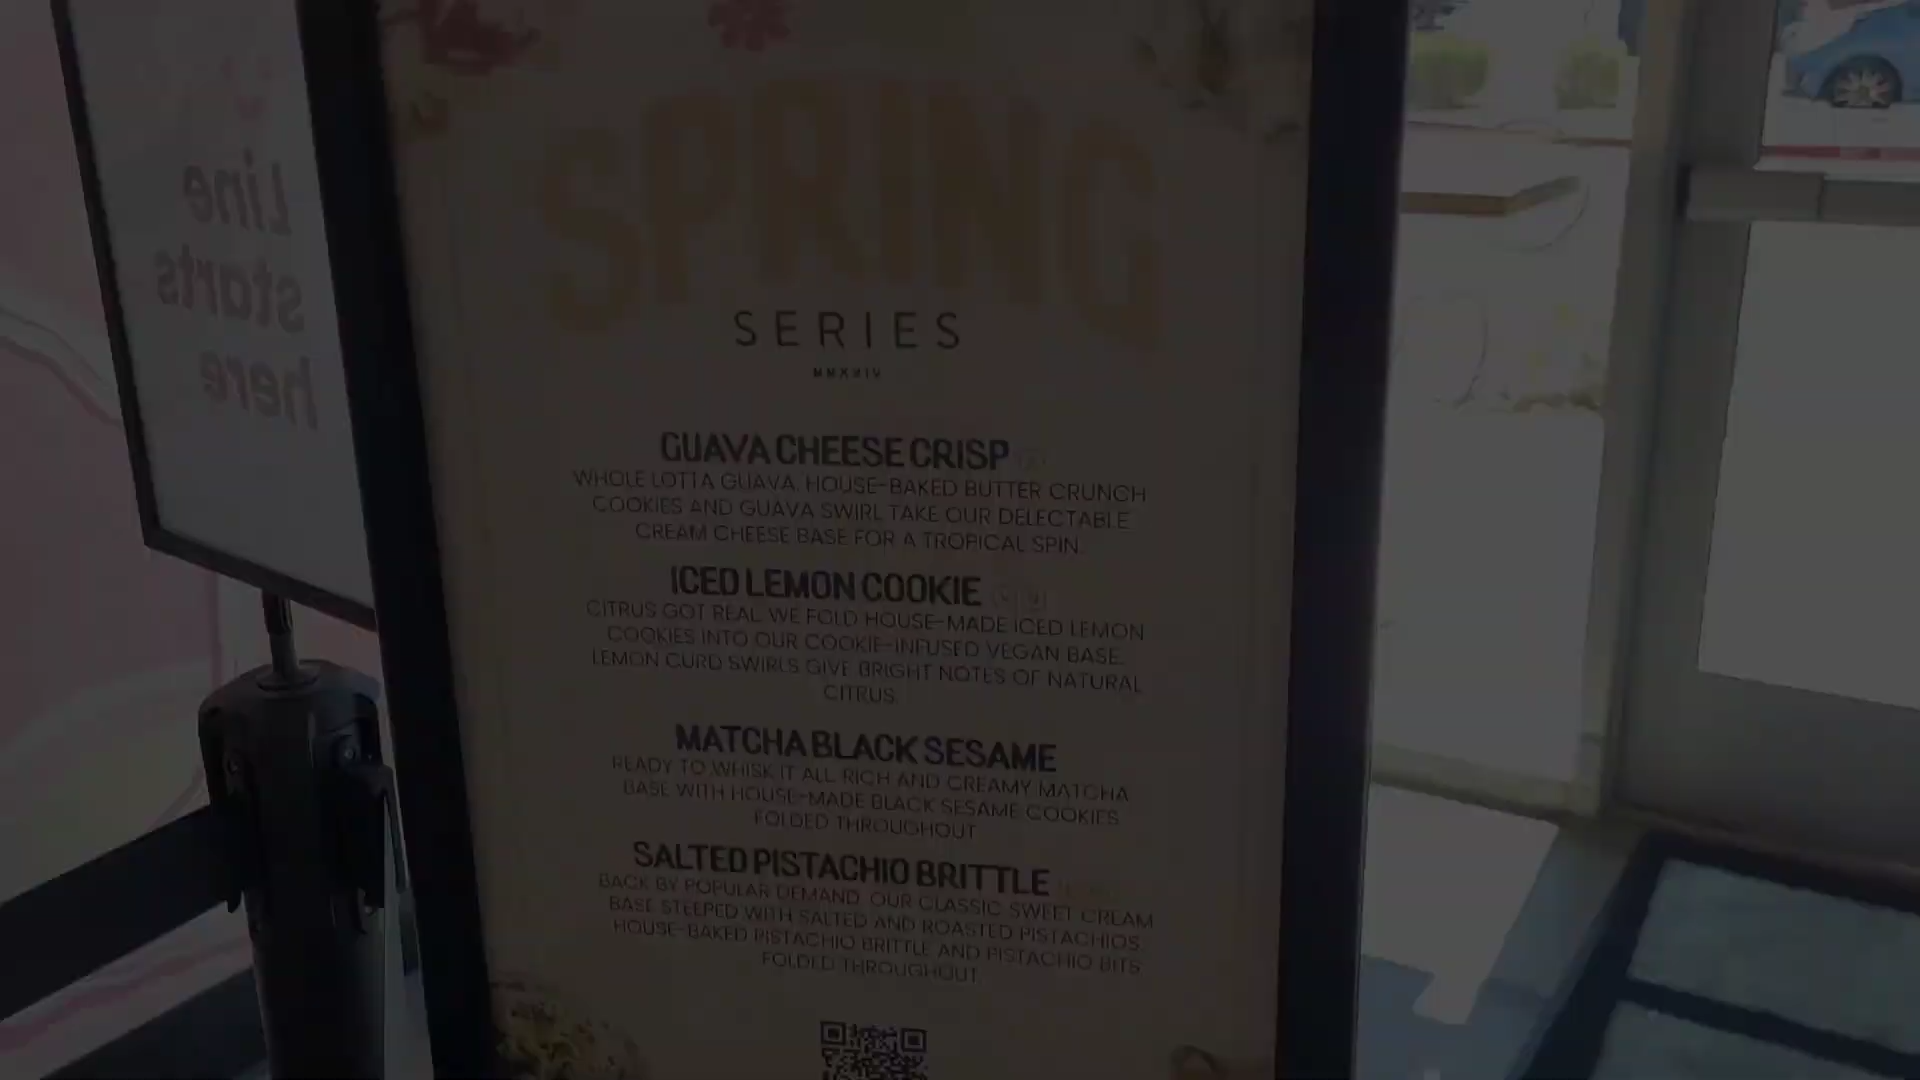 Line
starts
here
SPRING
SERIES
MMXXIV
GUAVA CHEESE CRISP
WHOLE LOTTA GUAVA. HOUSE-BAKED BUTTER CRUNCH
COOKIES AND GUAVA SWIRL TAKE OUR DELECTABLE
CREAM CHEESE BASE FOR A TROPICAL SPIN.
ICED LEMON COOKIE
CITRUS GOT REAL. WE FOLD HOUSE-MADE ICED LEMON
COOKIES INTO OUR COOKIE-INFUSED VEGAN BASE.
LEMON CURD SWIRLS GIVE BRIGHT NOTES OF NATURAL
CITRUS.
MATCHA BLACK SESAME
READY TO WHISK IT ALL. RICH AND CREAMY MATCHA
BASE WITH HOUSE-MADE BLACK SESAME COOKIES
FOLDED THROUGHOUT.
SALTED PISTACHIO BRITTLE
BACK BY POPULAR DEMAND. OUR CLASSIC SWEET CREAM
BASE STEEPED WITH SALTED AND ROASTED PISTACHIOS.
HOUSE-BAKED PISTACHIO BRITTLE AND PISTACHIO BITS
FOLDED THROUGHOUT.